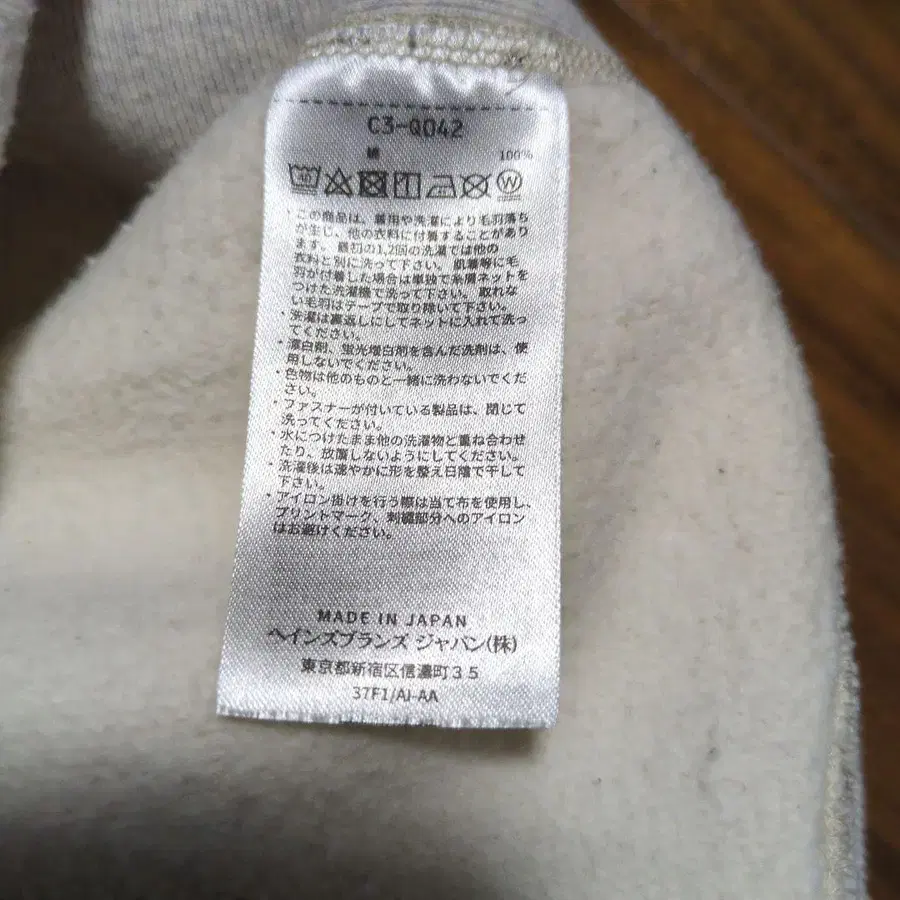 C3-Q042
綿 100%
・この商品は、着用や洗濯により毛羽落ち
が生じ、他の衣料に付着することがあり
ます。最初の1,2回の洗濯では他の
衣料と別に洗って下さい。肌着等に毛
羽が付着した場合は単独で糸屑ネットを
つけた洗濯機で洗って下さい。取れな
い毛羽はテープで取り除いて下さい。
・洗濯は裏返しにしてネットに入れて洗っ
てください。
・漂白剤、蛍光増白剤を含んだ洗剤は、使
用しないでください。
・色物は他のものと一緒に洗わないでくだ
さい。
・ファスナーが付いている製品は、閉じて
洗ってください。
・水につけたまま他の洗濯物と重ね合わせ
たり、放置しないようにしてください。
・洗濯後は速やかに形を整え日陰で干して
下さい。
・アイロン掛けを行う際は当て布を使用し、
プリントマーク、刺繍部分へのアイロン
はお避けください。
MADE IN JAPAN
ヘインズブランズ ジャパン(株)
東京都新宿区信濃町35
37F1/AI-AA